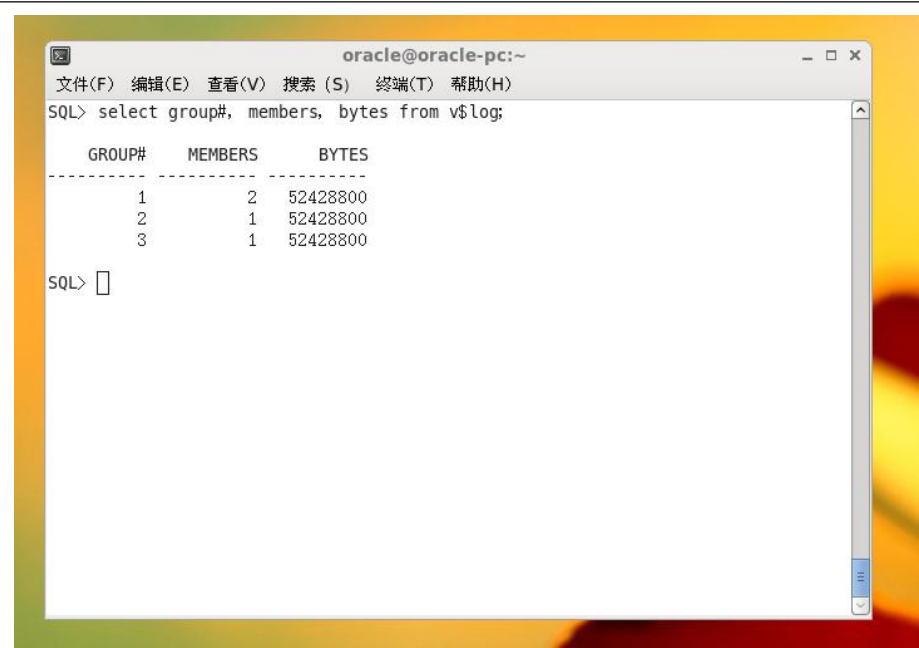 oracle@oracle-pc:~
文件(F) 编辑(E) 查看(V) 搜索 (S) 终端(T) 帮助(H)
SQL> select group#, members, bytes from v$log;
GROUP# MEMBERS BYTES
---------- ---------- ----------
1 2 52428800
2 1 52428800
3 1 52428800
SQL>